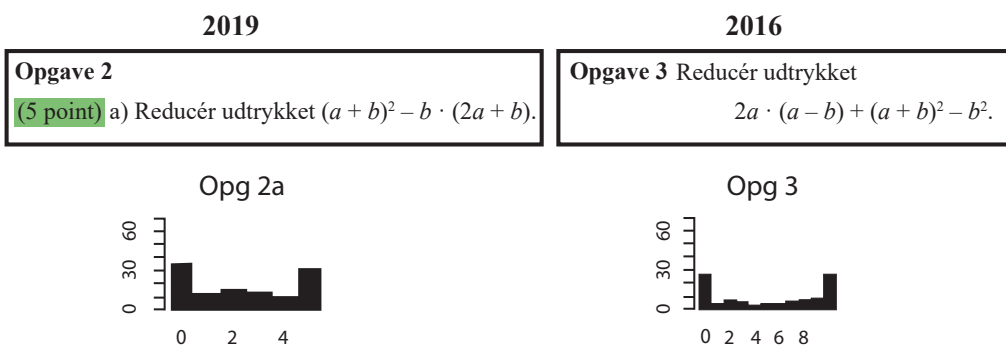 2019
Opgave 2
(5 point) a) Reducér udtrykket (a + b)² – b · (2a + b).
Opg 2a
60
30
0
0 2 4
2016
Opgave 3 Reducér udtrykket
2a · (a – b) + (a + b)² – b².
Opg 3
60
30
0
0 2 4 6 8